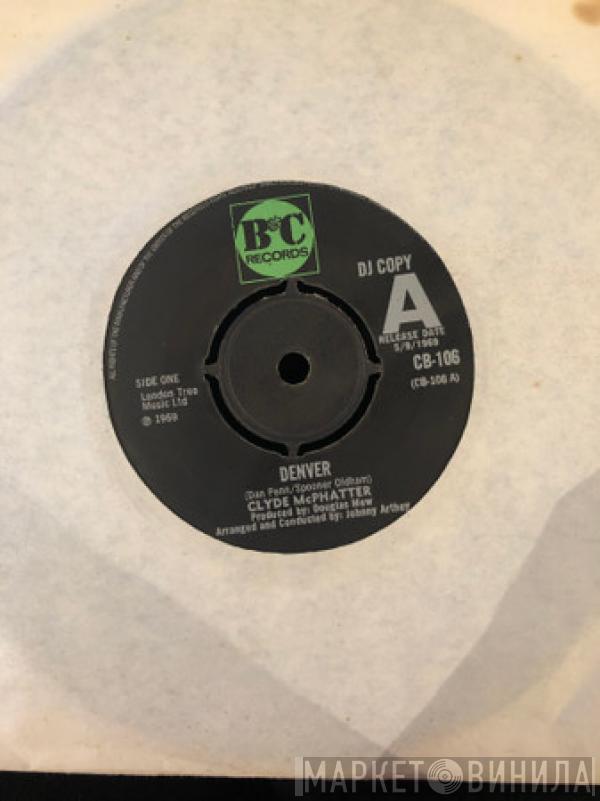 B&C
RECORDS
DJ COPY
A
RELEASE DATE
5/9/1969
CB-106
(CB-106 A)
SIDE ONE
London Tree
Music Ltd
℗ 1969
DENVER
(Dan Penn/Spooner Oldham)
CLYDE McPHATTER
Produced by: Douglas Mew
Arranged and Conducted by: Johnny Arthey
МАРКЕТ ВИНИЛА